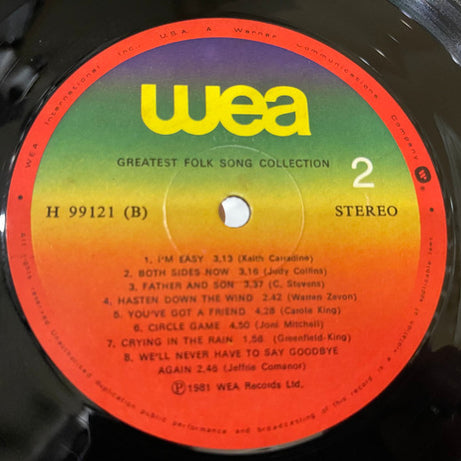 WEA International Inc., U.S.A. A Warner Communications Company
wea
GREATEST FOLK SONG COLLECTION
2
H 99121 (B)
STEREO
1. I'M EASY 3.13 (Keith Carradine)
2. BOTH SIDES NOW 3.16 (Judy Collins)
3. FATHER AND SON 3.37 (C. Stevens)
4. HASTEN DOWN THE WIND 2.42 (Warren Zevon)
5. YOU'VE GOT A FRIEND 4.28 (Carole King)
6. CIRCLE GAME 4.50 (Joni Mitchell)
7. CRYING IN THE RAIN 1.58 (Greenfield-King)
8. WE'LL NEVER HAVE TO SAY GOODBYE
AGAIN 2.46 (Jeffrie Comanor)
Ⓟ 1981 WEA Records Ltd.
All rights reserved. Unauthorised duplication public performance and broadcasting of this record is a violation of applicable laws.